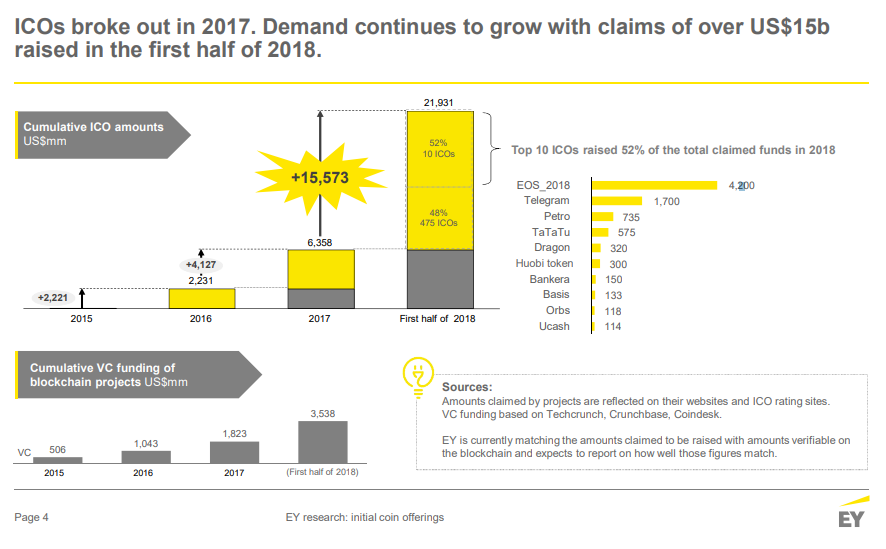 ICOs broke out in 2017. Demand continues to grow with claims of over US$15b
raised in the first half of 2018.
Cumulative ICO amounts
US$mm
+2,221
2015
+4,127
2,231
2016
+15,573
6,358
2017
21,931
52%
10 ICOs
48%
475 ICOs
First half of 2018
Top 10 ICOs raised 52% of the total claimed funds in 2018
EOS_2018 4,200
Telegram 1,700
Petro 735
TaTaTu 575
Dragon 320
Huobi token 300
Bankera 150
Basis 133
Orbs 118
Ucash 114
Cumulative VC funding of
blockchain projects US$mm
VC
506
1,043
1,823
3,538
2015
2016
2017
(First half of 2018)
Sources:
Amounts claimed by projects are reflected on their websites and ICO rating sites.
VC funding based on Techcrunch, Crunchbase, Coindesk.
EY is currently matching the amounts claimed to be raised with amounts verifiable on
the blockchain and expects to report on how well those figures match.
Page 4
EY research: initial coin offerings
EY